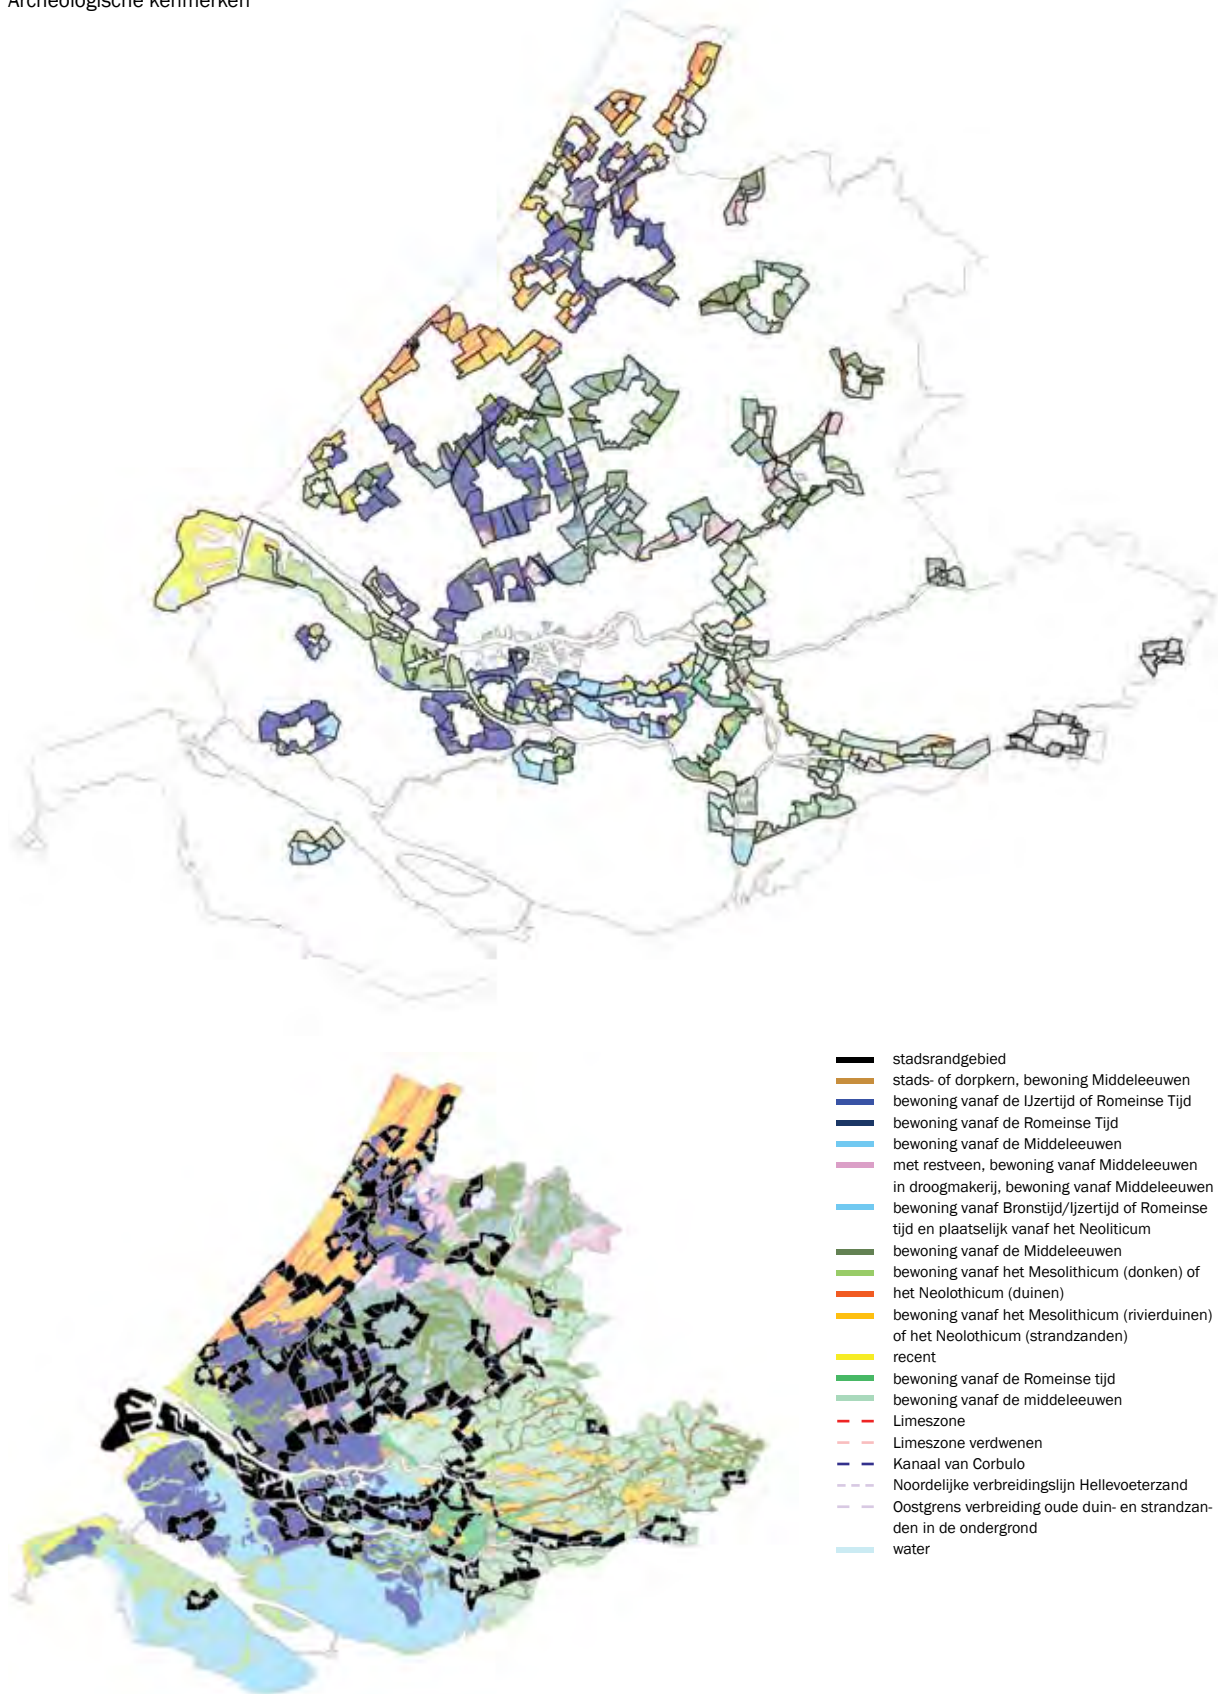 Archeologische kenmerken
stadsrandgebied
stads- of dorpkern, bewoning Middeleeuwen
bewoning vanaf de IJzertijd of Romeinse Tijd
bewoning vanaf de Romeinse Tijd
bewoning vanaf de Middeleeuwen
met restveen, bewoning vanaf Middeleeuwen
in droogmakerij, bewoning vanaf Middeleeuwen
bewoning vanaf Bronstijd/Ijzertijd of Romeinse
tijd en plaatselijk vanaf het Neoliticum
bewoning vanaf de Middeleeuwen
bewoning vanaf het Mesolithicum (donken) of
het Neolothicum (duinen)
bewoning vanaf het Mesolithicum (rivierduinen)
of het Neolothicum (strandzanden)
recent
bewoning vanaf de Romeinse tijd
bewoning vanaf de middeleeuwen
Limeszone
Limeszone verdwenen
Kanaal van Corbulo
Noordelijke verbreidingslijn Hellevoeterzand
Oostgrens verbreiding oude duin- en strandzan-
den in de ondergrond
water